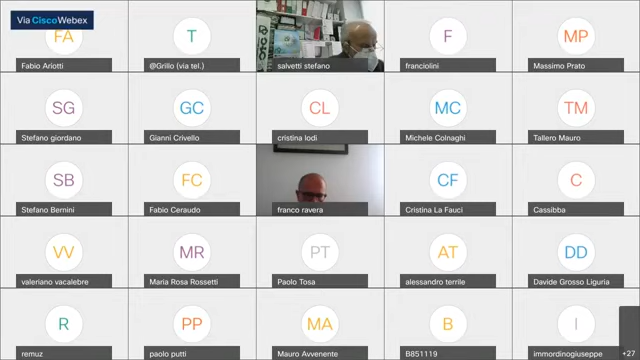 Via Cisco Webex
FA
T
F
MP
Fabio Ariotti
@Grillo (via tel.)
salvetti stefano
franciolini
Massimo Prato
SG
GC
CL
MC
TM
Stefano giordano
Gianni Crivello
cristina lodi
Michele Colnaghi
Tallero Mauro
SB
FC
CF
C
Stefano Bernini
Fabio Ceraudo
franco ravera
Cristina La Fauci
Cassibba
VV
MR
PT
AT
DD
valeriano vacalebre
Maria Rosa Rossetti
Paolo Tosa
alessandro terrile
Davide Grosso Liguria
R
PP
MA
B
I
remuz
paolo putti
Mauro Avvenente
B851119
immordinogiuseppe
+27